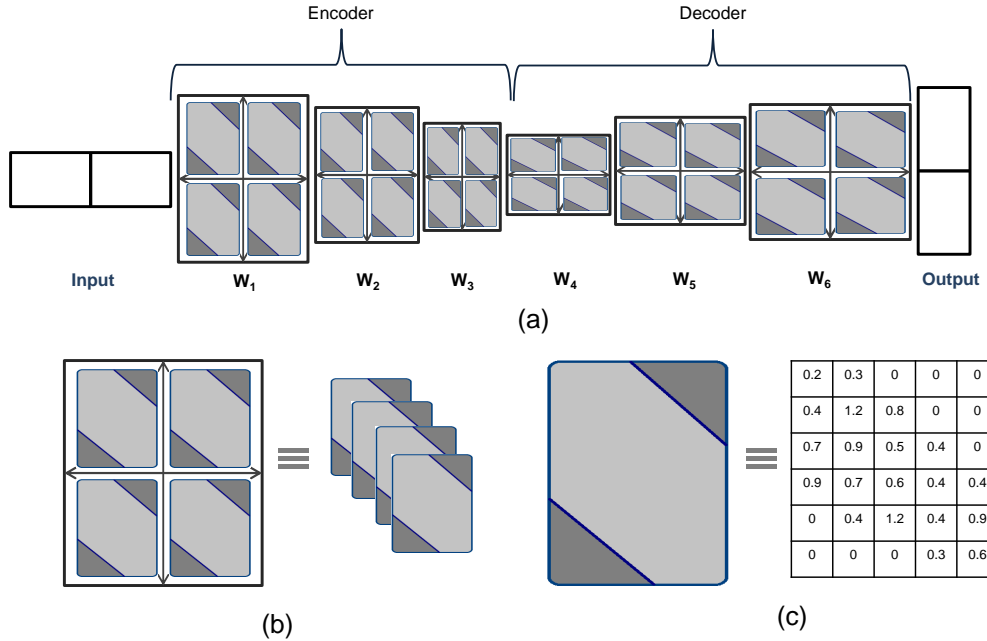 Encoder
Decoder
Input
W1
W2
W3
W4
W5
W6
Output
(a)
0.2 0.3 0 0 0
0.4 1.2 0.8 0 0
0.7 0.9 0.5 0.4 0
0.9 0.7 0.6 0.4 0.4
0 0.4 1.2 0.4 0.9
0 0 0 0.3 0.6
(b)
(c)